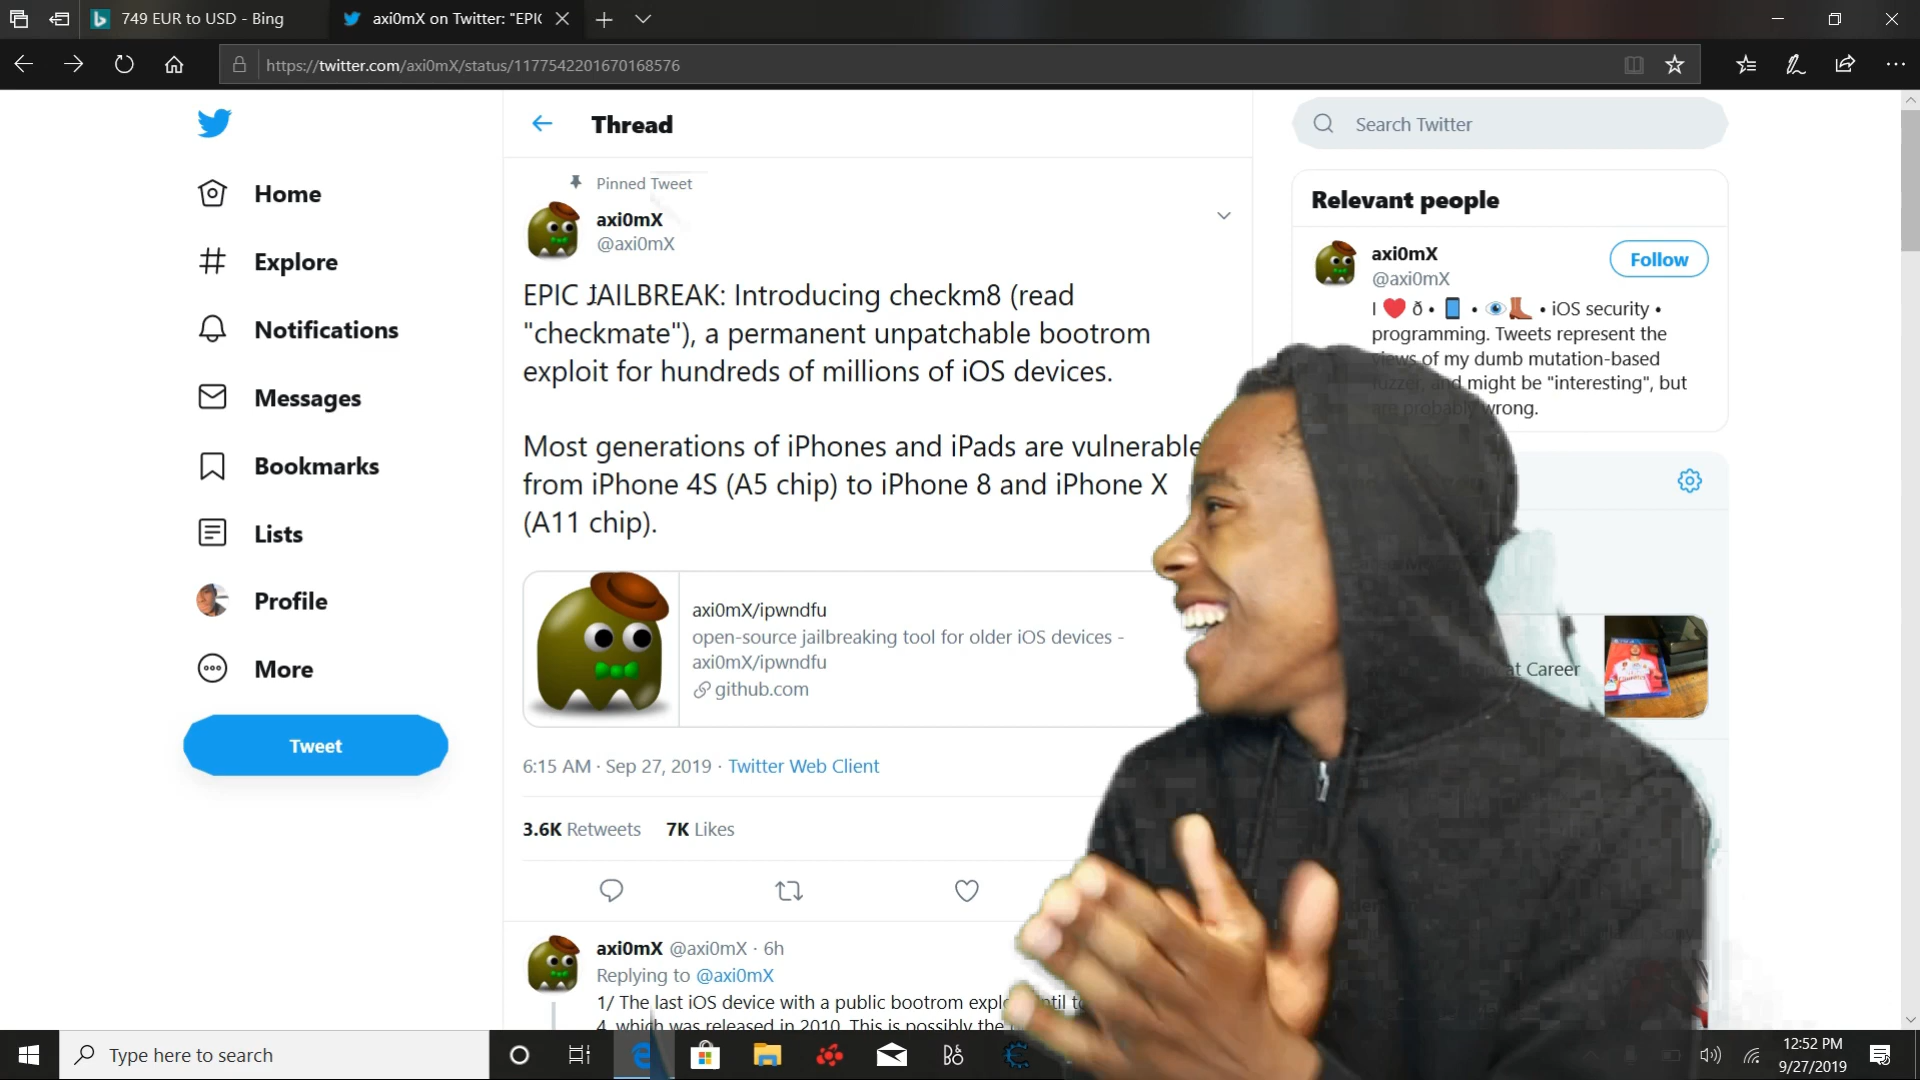 749 EUR to USD - Bing
axi0mX on Twitter: "EPIC
https://twitter.com/axi0mX/status/1177542201670168576
Home
Explore
Notifications
Messages
Bookmarks
Lists
Profile
More
Tweet
Thread
Pinned Tweet
axi0mX
@axi0mX
EPIC JAILBREAK: Introducing checkm8 (read
"checkmate"), a permanent unpatchable bootrom
exploit for hundreds of millions of iOS devices.
Most generations of iPhones and iPads are vulnerable
from iPhone 4S (A5 chip) to iPhone 8 and iPhone X
(A11 chip).
axi0mX/ipwndfu
open-source jailbreaking tool for older iOS devices -
axi0mX/ipwndfu
github.com
6:15 AM · Sep 27, 2019 · Twitter Web Client
3.6K Retweets 7K Likes
axi0mX @axi0mX · 6h
Replying to @axi0mX
1/ The last iOS device with a public bootrom
4, which was released in 2010. This is possibly the
Search Twitter
Relevant people
axi0mX
@axi0mX
Follow
I ❤️ ð • 📱 • 👁👢 • iOS security •
programming. Tweets represent the
views of my dumb mutation-based
fuzzer, and might be "interesting", but
are probably wrong.
at Career
Type here to search
12:52 PM
9/27/2019